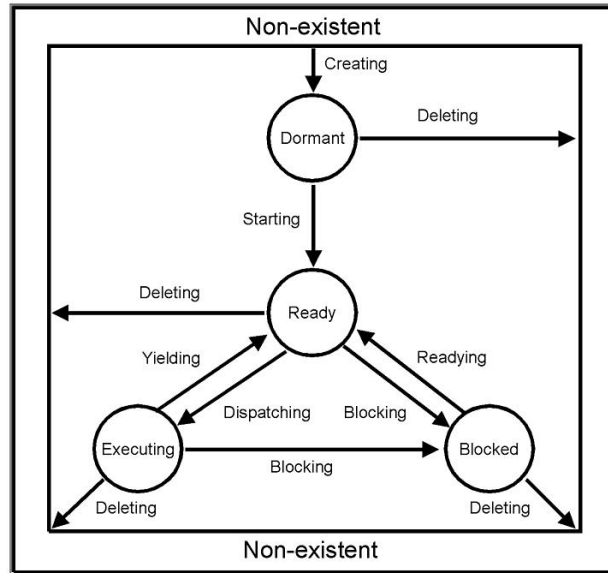 Non-existent
Creating
Dormant
Deleting
Starting
Deleting
Ready
Yielding
Readying
Dispatching
Blocking
Executing
Blocked
Blocking
Deleting
Deleting
Non-existent